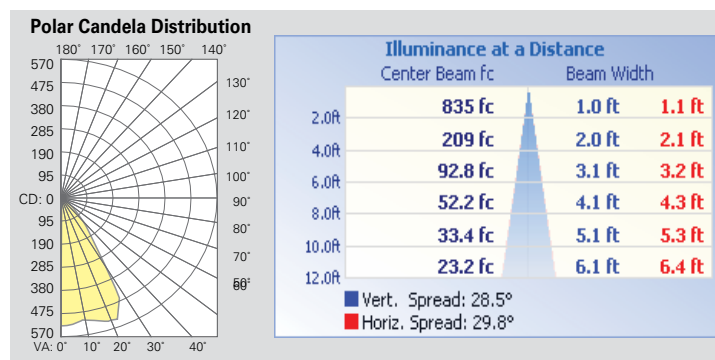 Polar Candela Distribution
180° 170° 160° 150° 140°
570
475
380
285
190
95
CD: 0
95
190
285
380
475
570
130°
120°
110°
100°
90°
80°
70°
60°
VA: 0° 10° 20° 30° 40°
Illuminance at a Distance
Center Beam fc Beam Width
2.0ft 835 fc 1.0 ft 1.1 ft
4.0ft 209 fc 2.0 ft 2.1 ft
6.0ft 92.8 fc 3.1 ft 3.2 ft
8.0ft 52.2 fc 4.1 ft 4.3 ft
10.0ft 33.4 fc 5.1 ft 5.3 ft
12.0ft 23.2 fc 6.1 ft 6.4 ft
Vert. Spread: 28.5°
Horiz. Spread: 29.8°